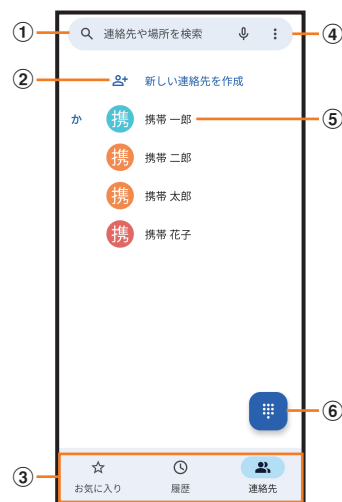 ① 連絡先や場所を検索 ④
② 新しい連絡先を作成
か 携 携帯 一郎 ⑤
携 携帯 二郎
携 携帯 太郎
携 携帯 花子
⑥
③ お気に入り 履歴 連絡先